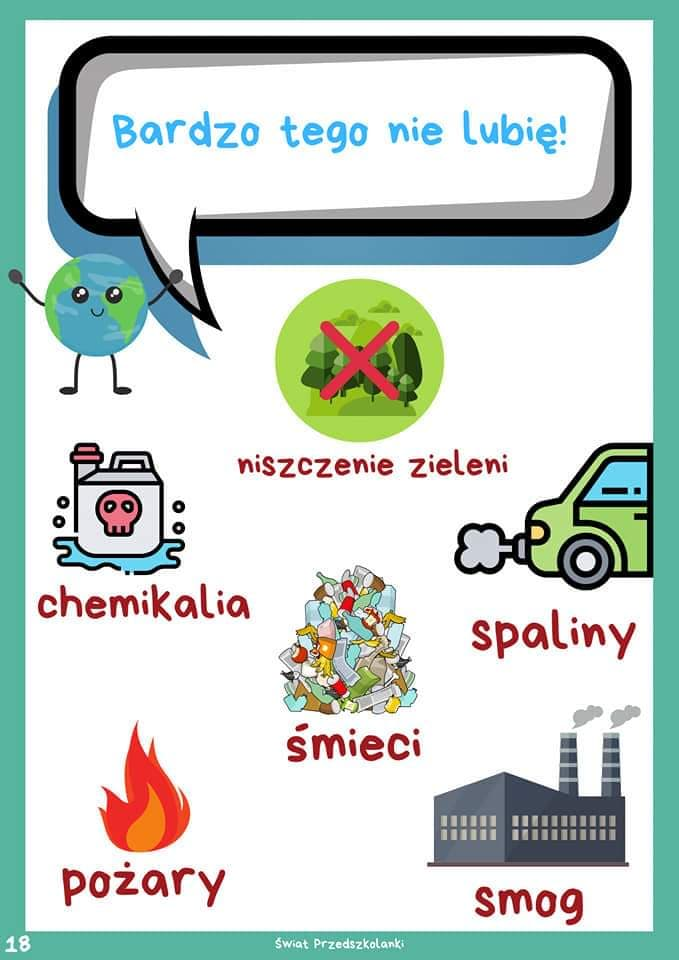 Bardzo tego nie lubię!
niszczenie zieleni
chemikalia
spaliny
śmieci
pożary
smog
18
Świat Przedszkolanki